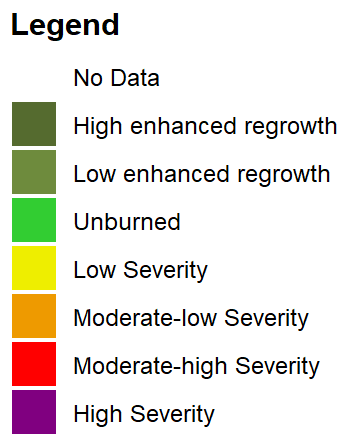 Legend
No Data
High enhanced regrowth
Low enhanced regrowth
Unburned
Low Severity
Moderate-low Severity
Moderate-high Severity
High Severity